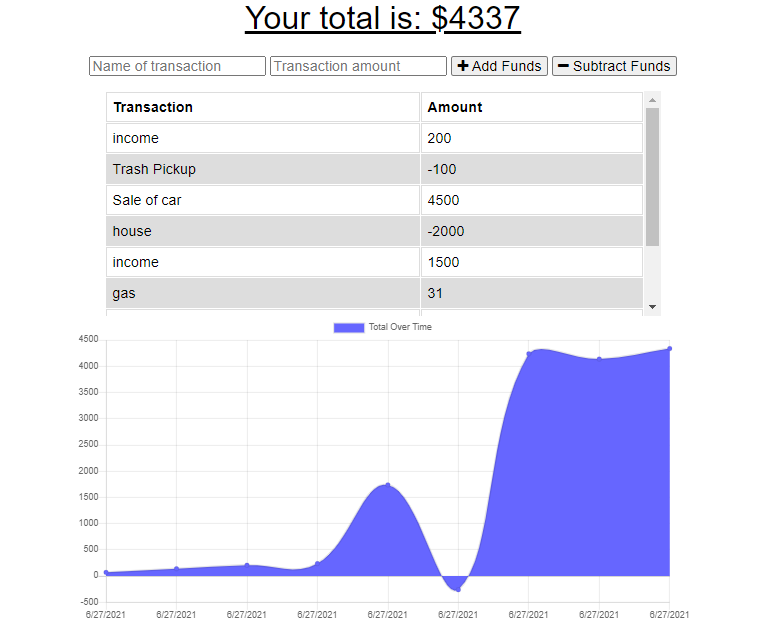 Your total is: $4337
Name of transaction Transaction amount + Add Funds − Subtract Funds
Transaction Amount
income 200
Trash Pickup -100
Sale of car 4500
house -2000
income 1500
gas 31
Total Over Time
4500
4000
3500
3000
2500
2000
1500
1000
500
0
-500
6/27/2021 6/27/2021 6/27/2021 6/27/2021 6/27/2021 6/27/2021 6/27/2021 6/27/2021 6/27/2021